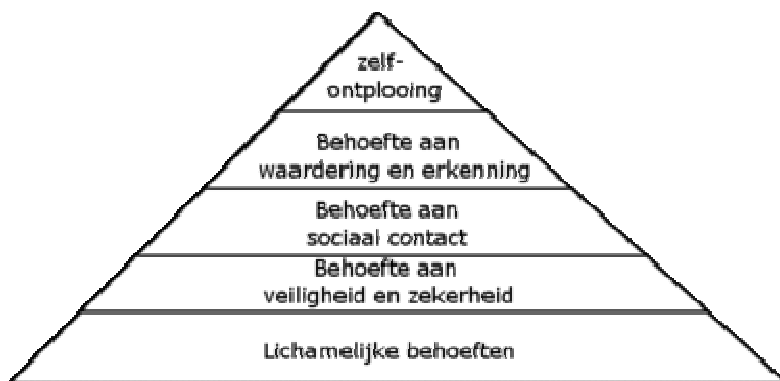 zelf-
ontplooing
Behoefte aan
waardering en erkenning
Behoefte aan
sociaal contact
Behoefte aan
veiligheid en zekerheid
Lichamelijke behoeften